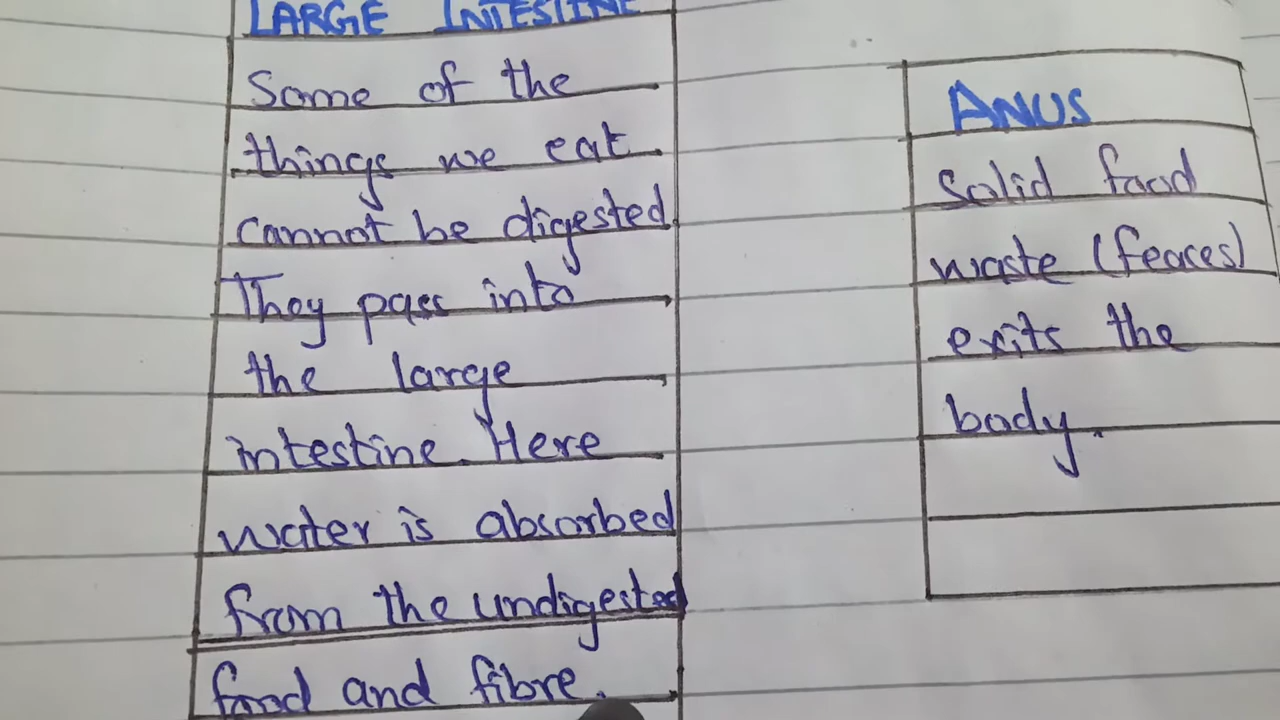 LARGE INTESTINE
Some of the
things we eat
cannot be digested.
They pass into
the large
intestine. Here
water is absorbed
from the undigested
food and fibre.
ANUS
Solid food
waste (feaces)
exits the
body.